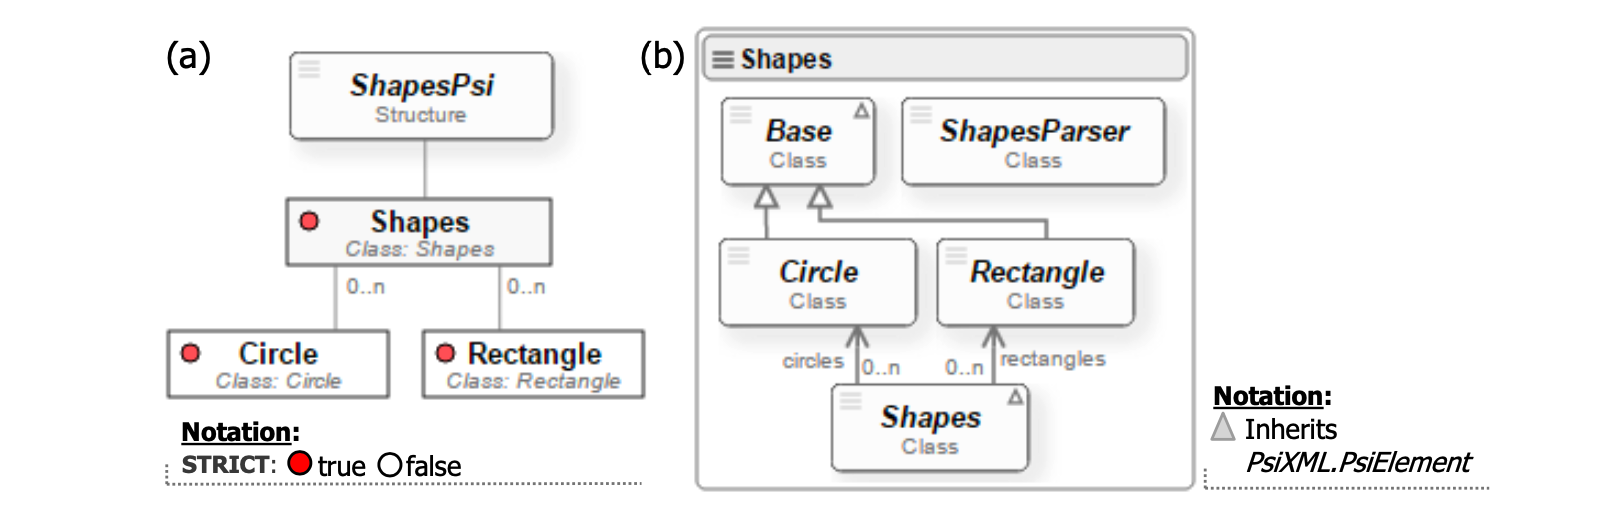 (a)
ShapesPsi
Structure
Shapes
Class: Shapes
0..n
0..n
Circle
Class: Circle
Rectangle
Class: Rectangle
Notation:
STRICT: true false
(b)
Shapes
Base
Class
ShapesParser
Class
Circle
Class
Rectangle
Class
circles
0..n
0..n
rectangles
Shapes
Class
Notation:
Inherits
PsiXML.PsiElement